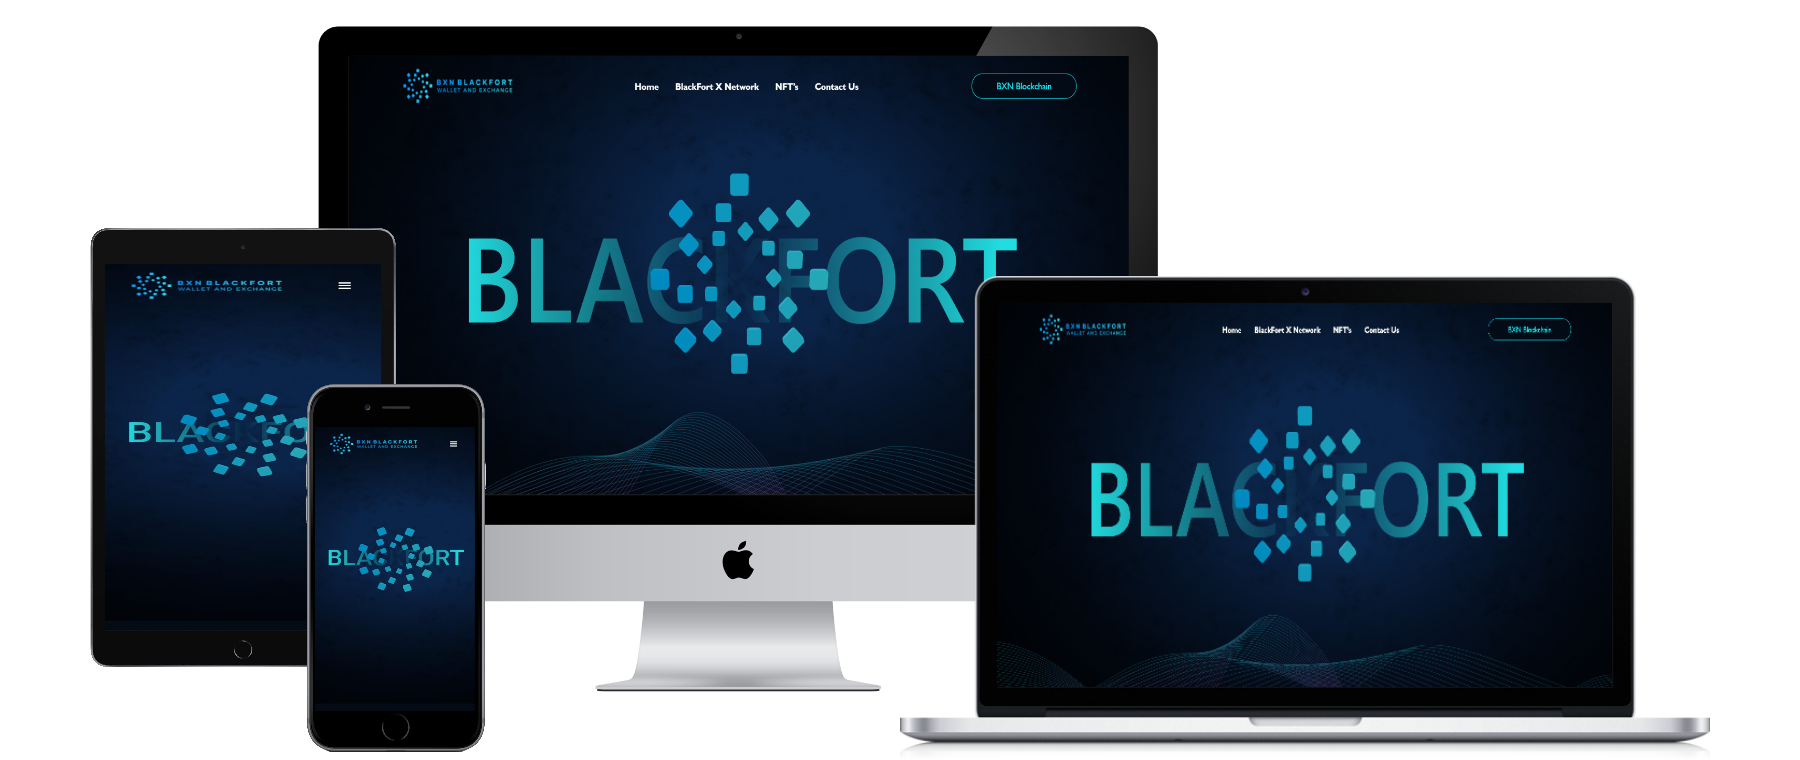 BXN BLACKFORT
WALLET AND EXCHANGE
Home BlackFort X Network NFT's Contact Us
BXN Blockchain
BLACKFORT
BXN BLACKFORT
WALLET AND EXCHANGE
BLACKFO
BXN BLACKFORT
WALLET AND EXCHANGE
BLACKFORT
BXN BLACKFORT
WALLET AND EXCHANGE
Home BlackFort X Network NFT's Contact Us
BXN Blockchain
BLACKFORT